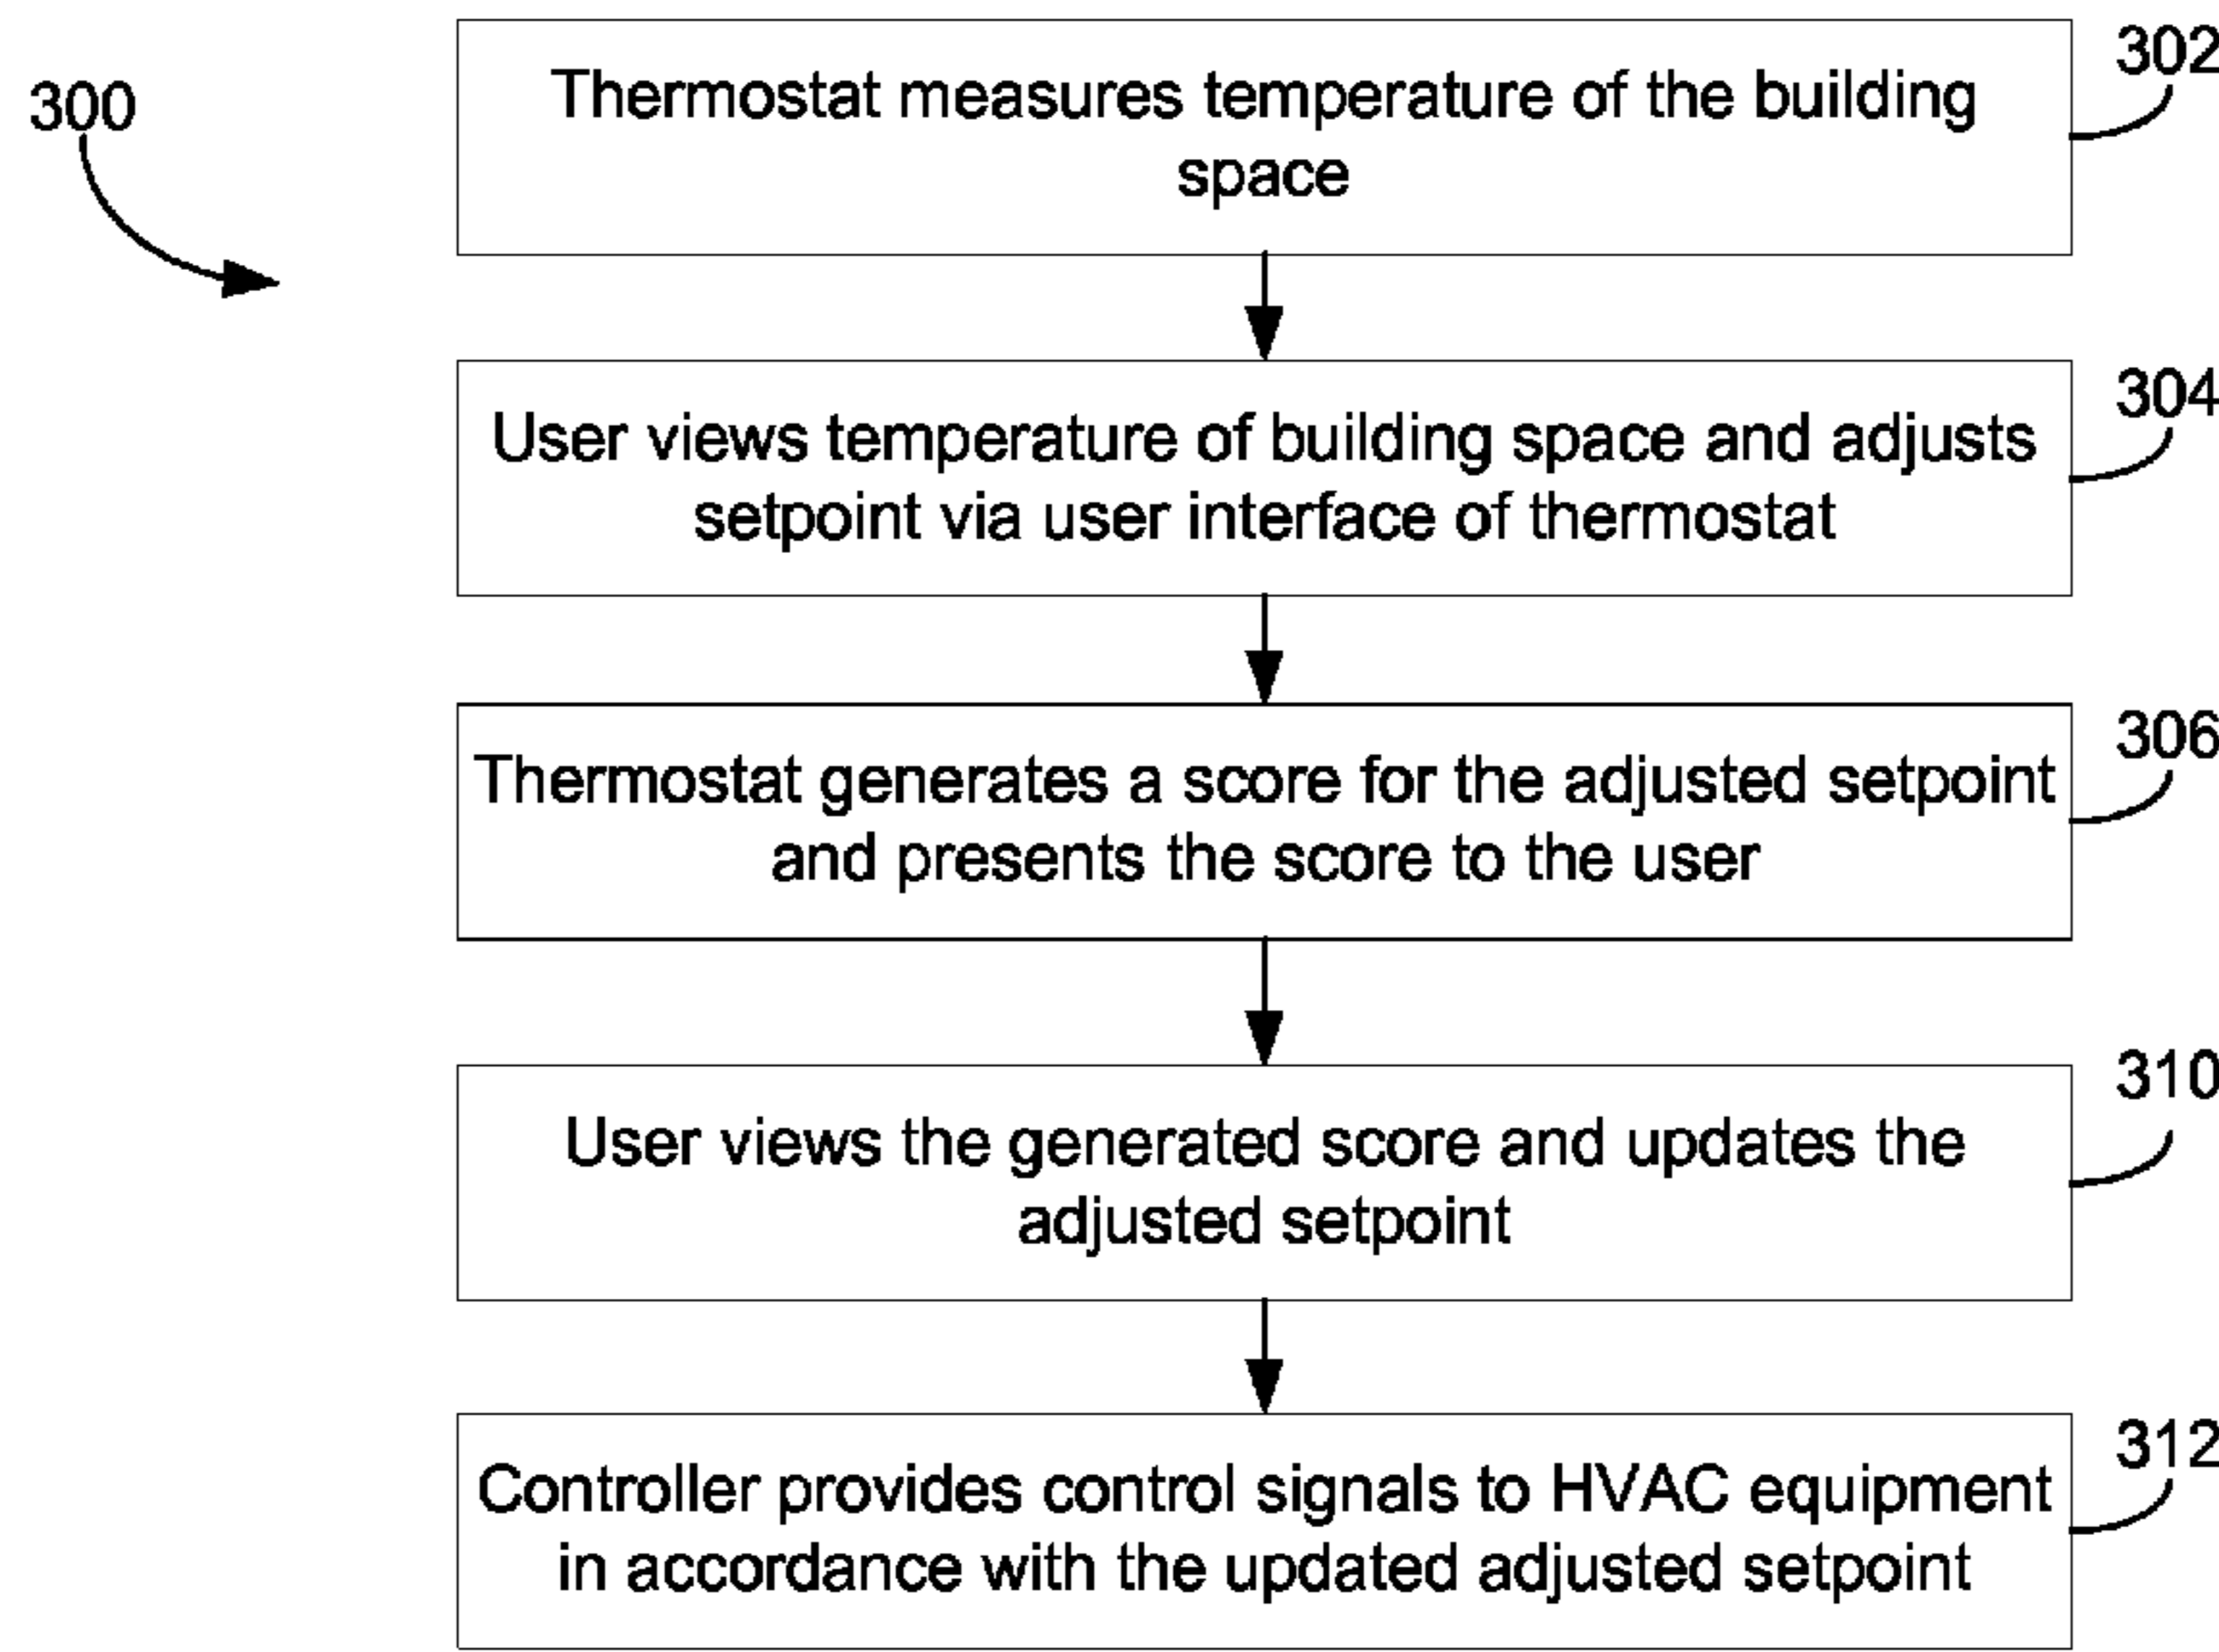 300
302
Thermostat measures temperature of the building
space
304
User views temperature of building space and adjusts
setpoint via user interface of thermostat
306
Thermostat generates a score for the adjusted setpoint
and presents the score to the user
310
User views the generated score and updates the
adjusted setpoint
312
Controller provides control signals to HVAC equipment
in accordance with the updated adjusted setpoint